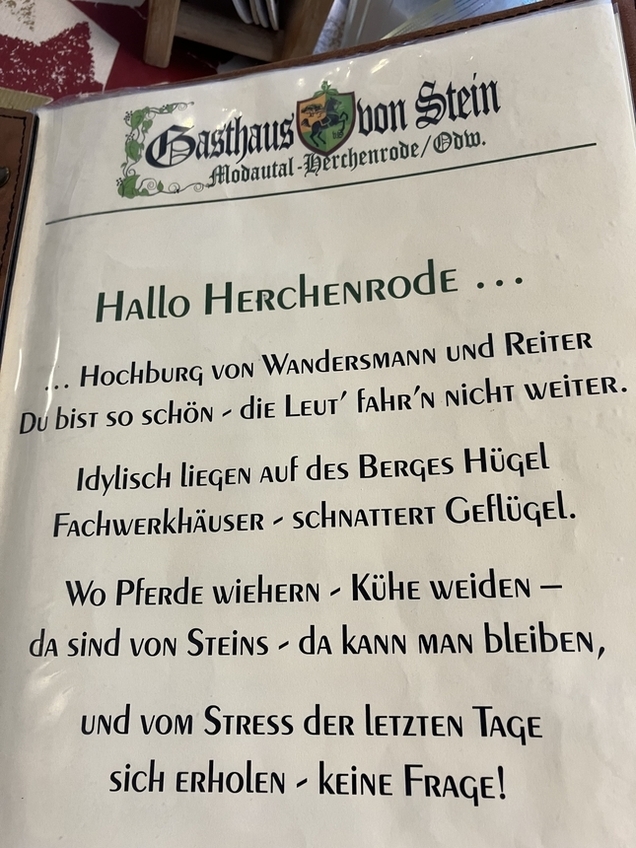 Gasthaus von Stein
Modautal-Herchenrode/Odw.
Hallo Herchenrode ...
... Hochburg von Wandersmann und Reiter
Du bist so schön - die Leut' fahr'n nicht weiter.
Idylisch liegen auf des Berges Hügel
Fachwerkhäuser - schnattert Geflügel.
Wo Pferde wiehern - Kühe weiden –
da sind von Steins - da kann man bleiben,
und vom Stress der letzten Tage
sich erholen - keine Frage!